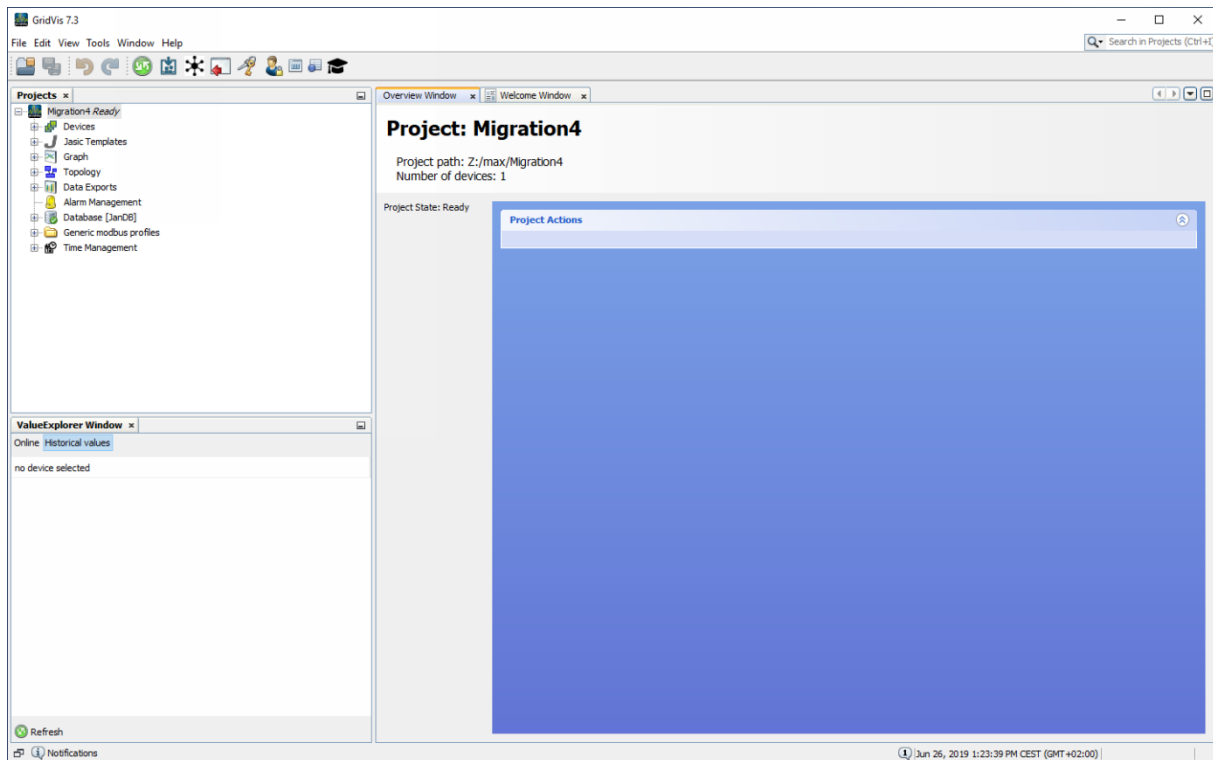 GridVis 7.3
File Edit View Tools Window Help
Search in Projects (Ctrl+I)
Projects
Overview Window
Welcome Window
Migration4 Ready
Devices
Jasic Templates
Graph
Topology
Data Exports
Alarm Management
Database [JanDB]
Generic modbus profiles
Time Management
Project: Migration4
Project path: Z:/max/Migration4
Number of devices: 1
Project State: Ready
Project Actions
ValueExplorer Window
Online Historical values
no device selected
Refresh
Notifications
1 Jun 26, 2019 1:23:39 PM CEST (GMT+02:00)